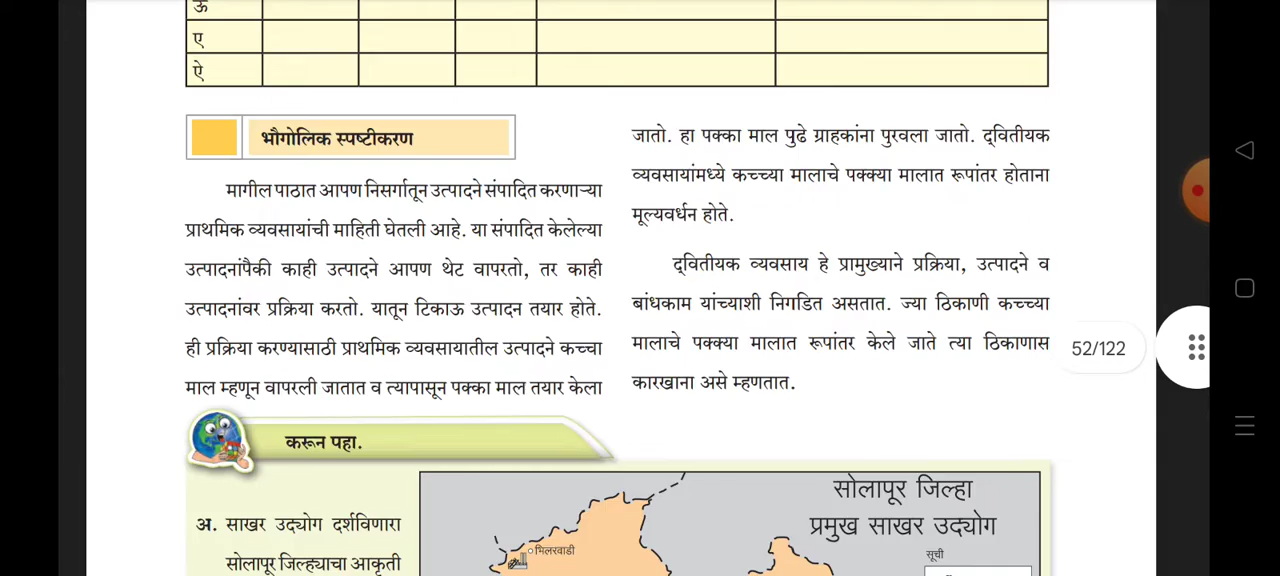 ऊ
ए
ऐ
भौगोलिक स्पष्टीकरण
मागील पाठात आपण निसर्गातून उत्पादने संपादित करणाऱ्या
प्राथमिक व्यवसायांची माहिती घेतली आहे. या संपादित केलेल्या
उत्पादनांपैकी काही उत्पादने आपण थेट वापरतो, तर काही
उत्पादनांवर प्रक्रिया करतो. यातून टिकाऊ उत्पादन तयार होते.
ही प्रक्रिया करण्यासाठी प्राथमिक व्यवसायातील उत्पादने कच्चा
माल म्हणून वापरली जातात व त्यापासून पक्का माल तयार केला
जातो. हा पक्का माल पुढे ग्राहकांना पुरवला जातो. द्‌वितीयक
व्यवसायांमध्ये कच्च्या मालाचे पक्क्या मालात रूपांतर होताना
मूल्यवर्धन होते.
द्‌वितीयक व्यवसाय हे प्रामुख्याने प्रक्रिया, उत्पादने व
बांधकाम यांच्याशी निगडित असतात. ज्या ठिकाणी कच्च्या
मालाचे पक्क्या मालात रूपांतर केले जाते त्या ठिकाणास
कारखाना असे म्हणतात.
52/122
करून पहा.
अ. साखर उद्योग दर्शविणारा
सोलापूर जिल्ह्याचा आकृती
सोलापूर जिल्हा
प्रमुख साखर उद्योग
सूची
भिलरवाडी